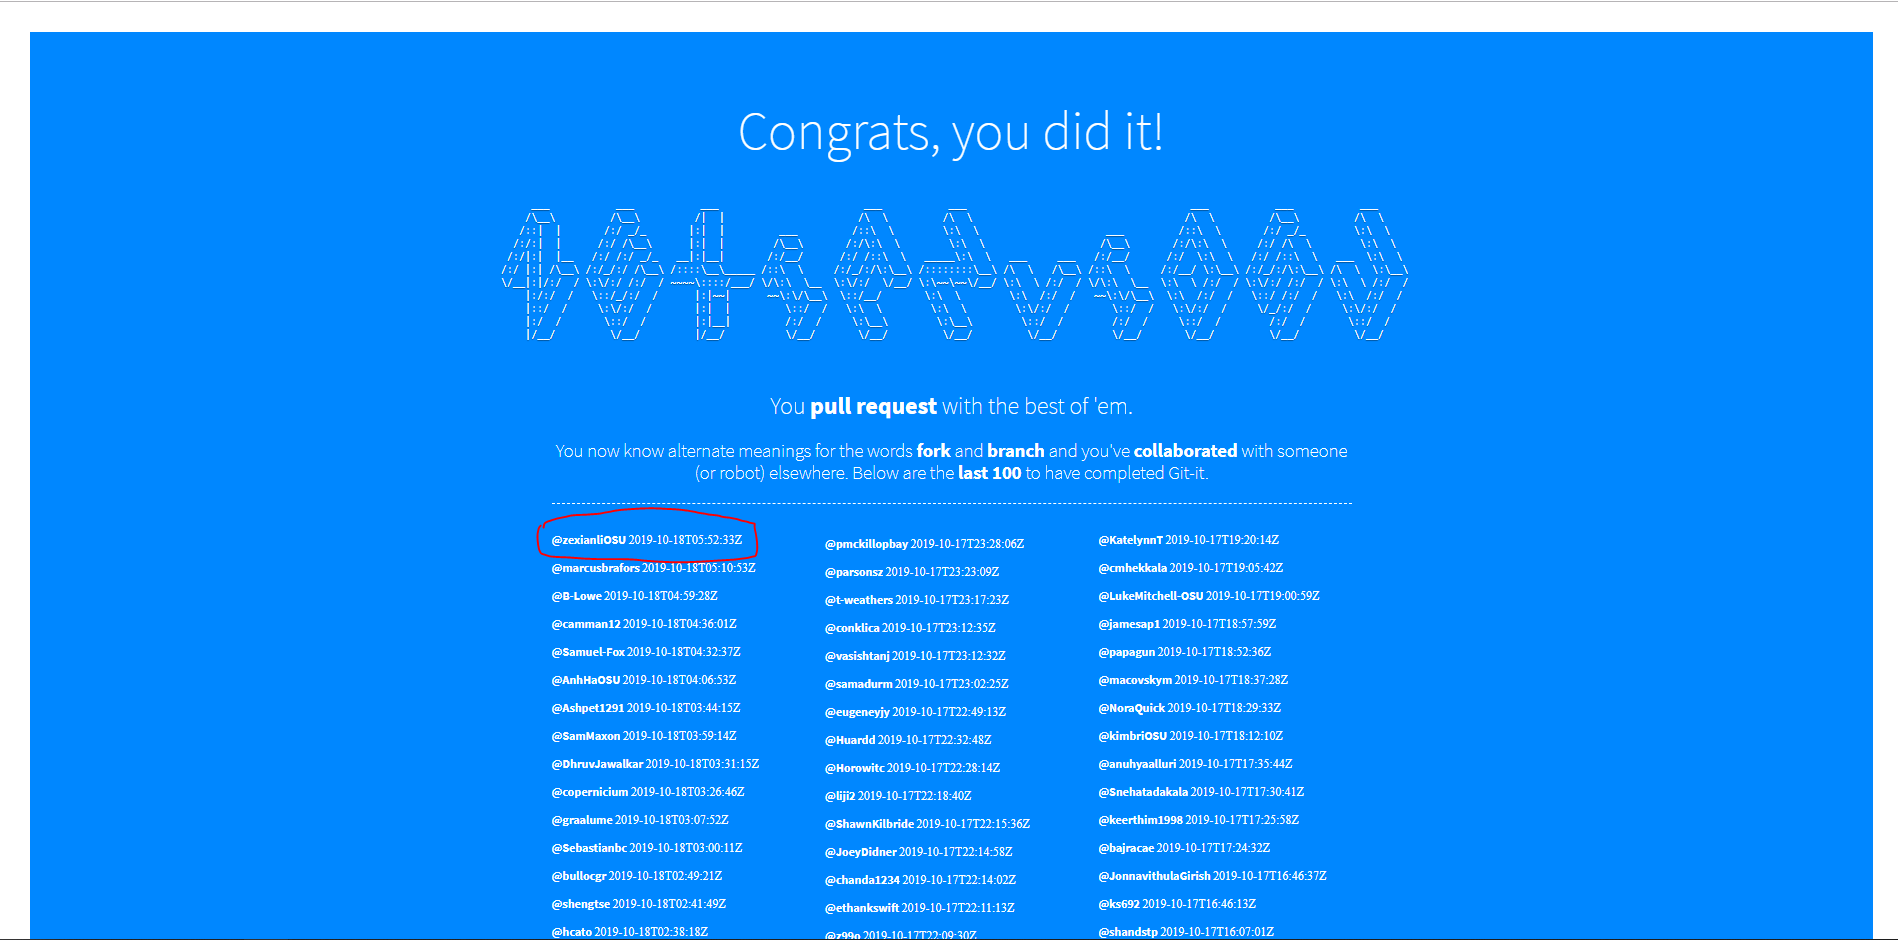 Congrats, you did it!
You pull request with the best of 'em.
You now know alternate meanings for the words fork and branch and you've collaborated with someone
(or robot) elsewhere. Below are the last 100 to have completed Git-it.
@zexianliOSU 2019-10-18T05:52:33Z
@marcusbrafors 2019-10-18T05:10:53Z
@B-Lowe 2019-10-18T04:59:28Z
@camman12 2019-10-18T04:36:01Z
@Samuel-Fox 2019-10-18T04:32:37Z
@AnhHaOSU 2019-10-18T04:06:53Z
@Ashpet1291 2019-10-18T03:44:15Z
@SamMaxon 2019-10-18T03:59:14Z
@DhruvJawalkar 2019-10-18T03:31:15Z
@copernicium 2019-10-18T03:26:46Z
@graalume 2019-10-18T03:07:52Z
@Sebastianbc 2019-10-18T03:00:11Z
@bullocgr 2019-10-18T02:49:21Z
@shengtse 2019-10-18T02:41:49Z
@hcato 2019-10-18T02:38:18Z
@pmckillopbay 2019-10-17T23:28:06Z
@parsonsz 2019-10-17T23:23:09Z
@t-weathers 2019-10-17T23:17:23Z
@conklica 2019-10-17T23:12:35Z
@vasishtanj 2019-10-17T23:12:32Z
@samadurm 2019-10-17T23:02:25Z
@eugeneyjy 2019-10-17T22:49:13Z
@Huardd 2019-10-17T22:32:48Z
@Horowitc 2019-10-17T22:28:14Z
@liji2 2019-10-17T22:18:40Z
@ShawnKilbride 2019-10-17T22:15:36Z
@JoeyDidner 2019-10-17T22:14:58Z
@chanda1234 2019-10-17T22:14:02Z
@ethankswift 2019-10-17T22:11:13Z
@z99o 2019-10-17T22:09:30Z
@KatelynnT 2019-10-17T19:20:14Z
@cmhekkala 2019-10-17T19:05:42Z
@LukeMitchell-OSU 2019-10-17T19:00:59Z
@jamesap1 2019-10-17T18:57:59Z
@papagun 2019-10-17T18:52:36Z
@macovskym 2019-10-17T18:37:28Z
@NoraQuick 2019-10-17T18:29:33Z
@kimbriOSU 2019-10-17T18:12:10Z
@anuhyaalluri 2019-10-17T17:35:44Z
@Snehatadakala 2019-10-17T17:30:41Z
@keerthim1998 2019-10-17T17:25:58Z
@bajracae 2019-10-17T17:24:32Z
@JonnavithulaGirish 2019-10-17T16:46:37Z
@ks692 2019-10-17T16:46:13Z
@shandstp 2019-10-17T16:07:01Z